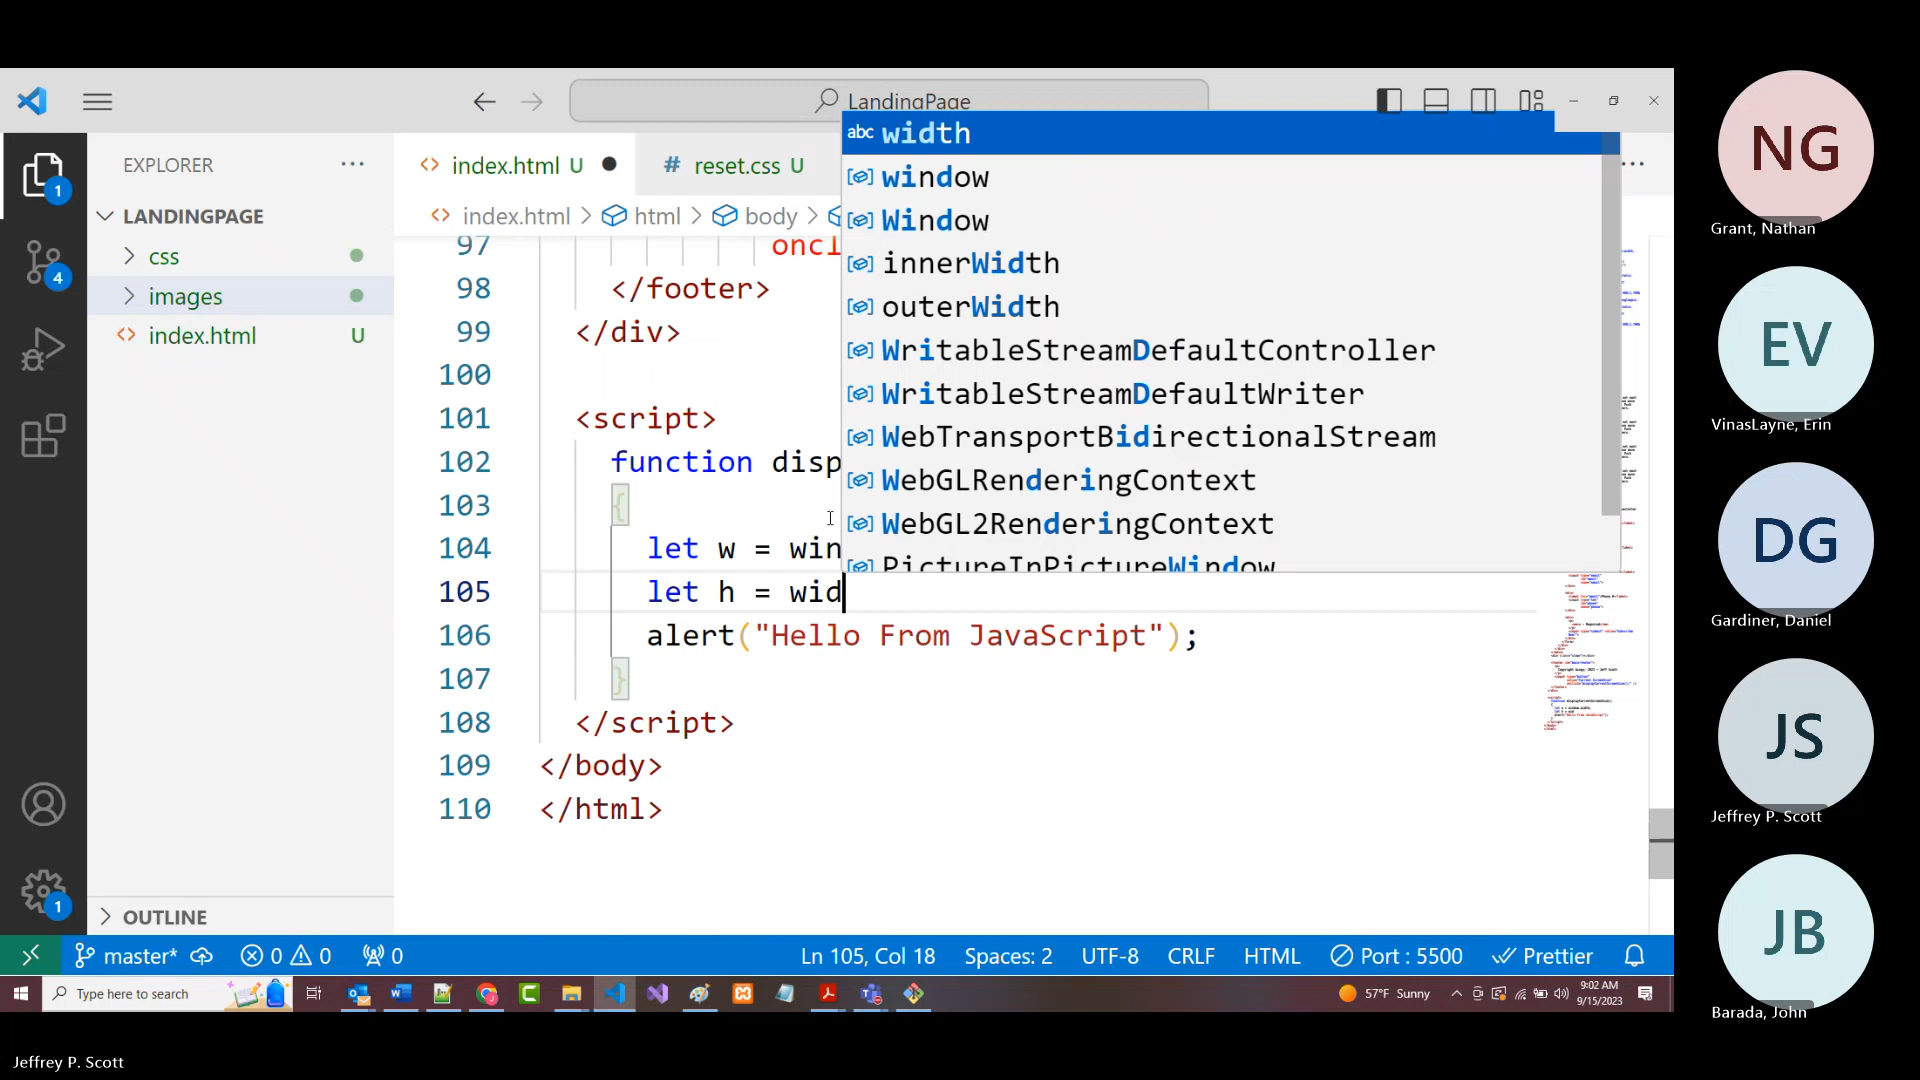 LandingPage
EXPLORER
LANDINGPAGE
css
images
index.html U
OUTLINE
1
4
1
index.html U
reset.css U
index.html > html > body >
97 oncl
98 </footer>
99 </div>
100
101 <script>
102 function disp
103 {
104 let w = win
105 let h = wid
106 alert("Hello From JavaScript");
107 }
108 </script>
109 </body>
110 </html>
abc width
window
Window
innerWidth
outerWidth
WritableStreamDefaultController
WritableStreamDefaultWriter
WebTransportBidirectionalStream
WebGLRenderingContext
WebGL2RenderingContext
PictureInPictureWindow
master* 0 0 0 Ln 105, Col 18 Spaces: 2 UTF-8 CRLF HTML Port : 5500 Prettier
Type here to search
57°F Sunny
9:02 AM
9/15/2023
NG
Grant, Nathan
EV
VinasLayne, Erin
DG
Gardiner, Daniel
JS
Jeffrey P. Scott
JB
Barada, John
Jeffrey P. Scott